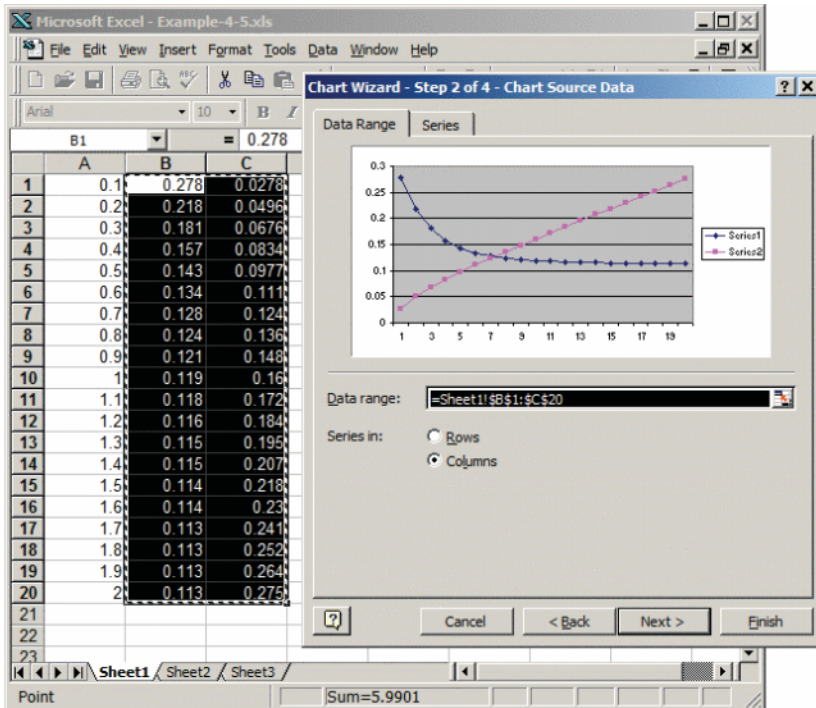 Microsoft Excel - Example-4-5.xls
File Edit View Insert Format Tools Data Window Help
Arial 10 B I
B1 = 0.278
A B C
1 0.1 0.278 0.0278
2 0.2 0.218 0.0496
3 0.3 0.181 0.0676
4 0.4 0.157 0.0834
5 0.5 0.143 0.0977
6 0.6 0.134 0.111
7 0.7 0.128 0.124
8 0.8 0.124 0.136
9 0.9 0.121 0.148
10 1 0.119 0.16
11 1.1 0.118 0.172
12 1.2 0.116 0.184
13 1.3 0.115 0.195
14 1.4 0.115 0.207
15 1.5 0.114 0.218
16 1.6 0.114 0.23
17 1.7 0.113 0.241
18 1.8 0.113 0.252
19 1.9 0.113 0.264
20 2 0.113 0.275
21
22
23
Sheet1 Sheet2 Sheet3
Point Sum=5.9901
Chart Wizard - Step 2 of 4 - Chart Source Data
Data Range Series
0.3
0.25
0.2
0.15
0.1
0.05
0
1 3 5 7 9 11 13 15 17 19
Series1
Series2
Data range: =Sheet1!$B$1:$C$20
Series in: Rows
Columns
Cancel < Back Next > Finish